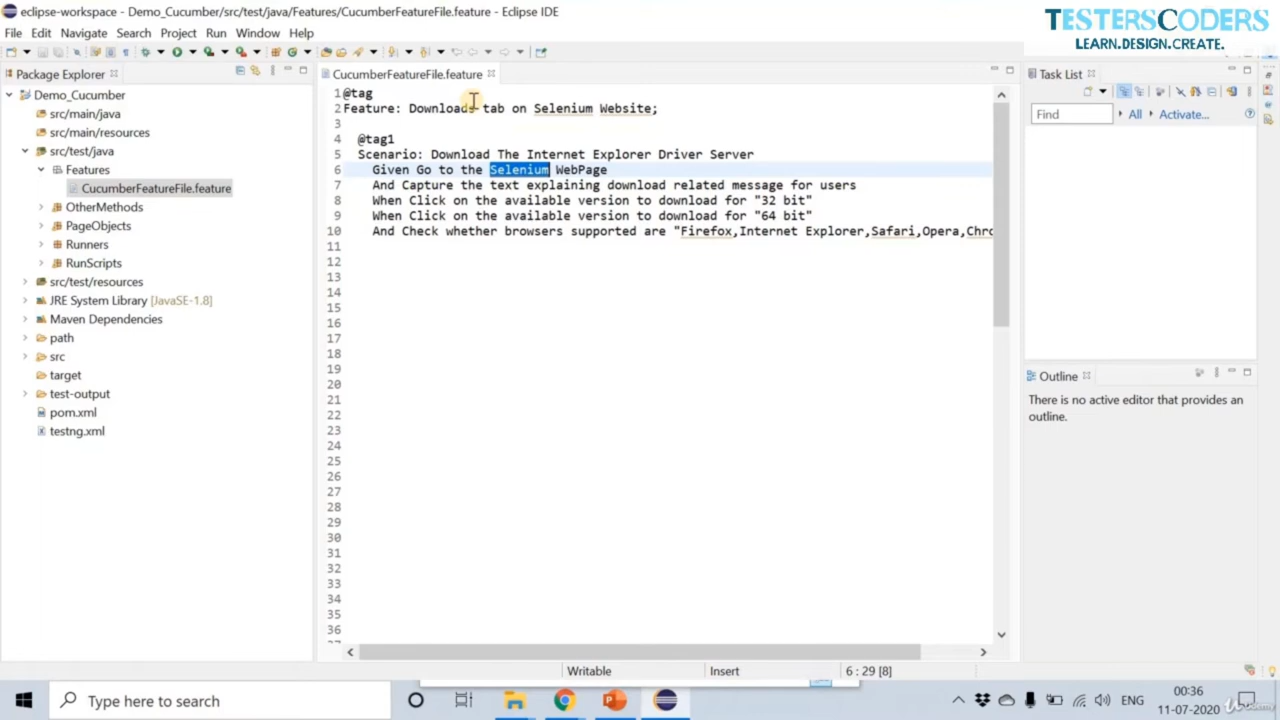 eclipse-workspace - Demo_Cucumber/src/test/java/Features/CucumberFeatureFile.feature - Eclipse IDE
TESTERSCODERS
LEARN.DESIGN.CREATE.
File Edit Navigate Search Project Run Window Help
Package Explorer
Demo_Cucumber
src/main/java
src/main/resources
src/test/java
Features
CucumberFeatureFile.feature
OtherMethods
PageObjects
Runners
RunScripts
src/test/resources
JRE System Library [JavaSE-1.8]
Maven Dependencies
path
src
target
test-output
pom.xml
testng.xml
CucumberFeatureFile.feature
1 @tag
2 Feature: Downloads tab on Selenium Website;
3
4 @tag1
5 Scenario: Download The Internet Explorer Driver Server
6 Given Go to the Selenium WebPage
7 And Capture the text explaining download related message for users
8 When Click on the available version to download for "32 bit"
9 When Click on the available version to download for "64 bit"
10 And Check whether browsers supported are "Firefox,Internet Explorer,Safari,Opera,Chro
11
12
13
14
15
16
17
18
19
20
21
22
23
24
25
26
27
28
29
30
31
32
33
34
35
36
Task List
Find All Activate...
Outline
There is no active editor that provides an
outline.
Writable Insert 6 : 29 [8]
Type here to search
ENG
00:36
11-07-2020
Udemy